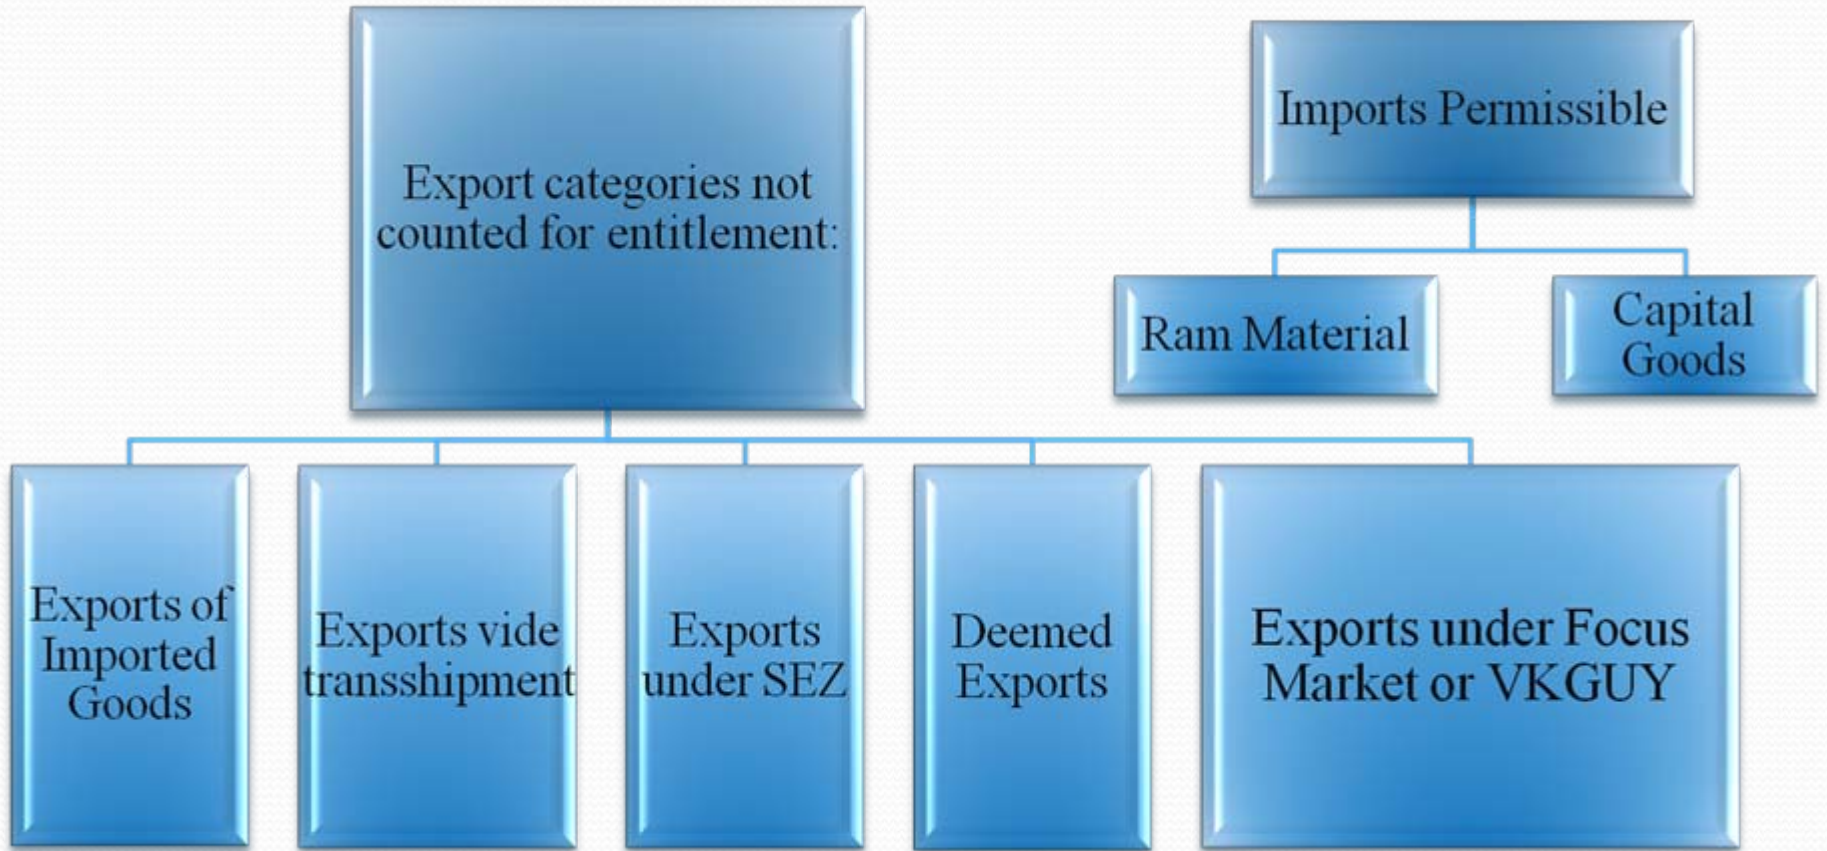 Export categories not
counted for entitlement:
Imports Permissible
Ram Material
Capital
Goods
Exports of
Imported
Goods
Exports vide
transshipment
Exports
under SEZ
Deemed
Exports
Exports under Focus
Market or VKGUY